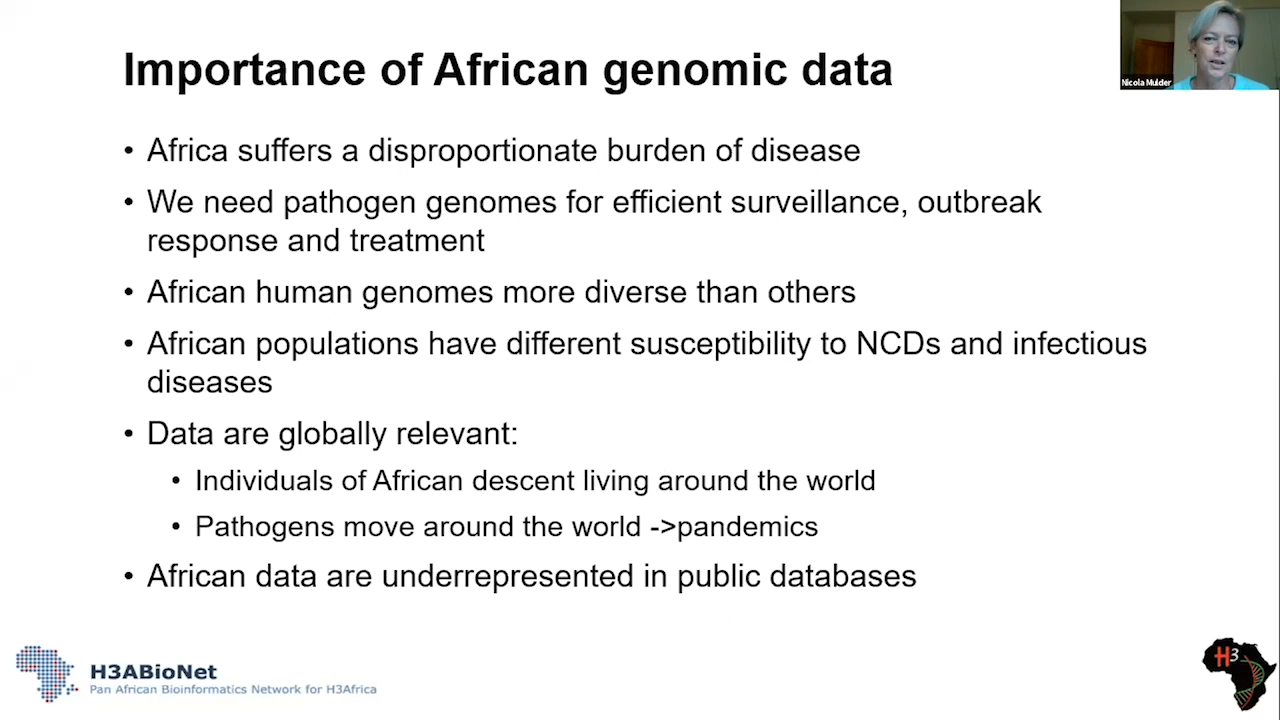 Importance of African genomic data
Nicola Mulder
• Africa suffers a disproportionate burden of disease
• We need pathogen genomes for efficient surveillance, outbreak
response and treatment
• African human genomes more diverse than others
• African populations have different susceptibility to NCDs and infectious
diseases
• Data are globally relevant:
• Individuals of African descent living around the world
• Pathogens move around the world ->pandemics
• African data are underrepresented in public databases
H3ABioNet
Pan African Bioinformatics Network for H3Africa
H3